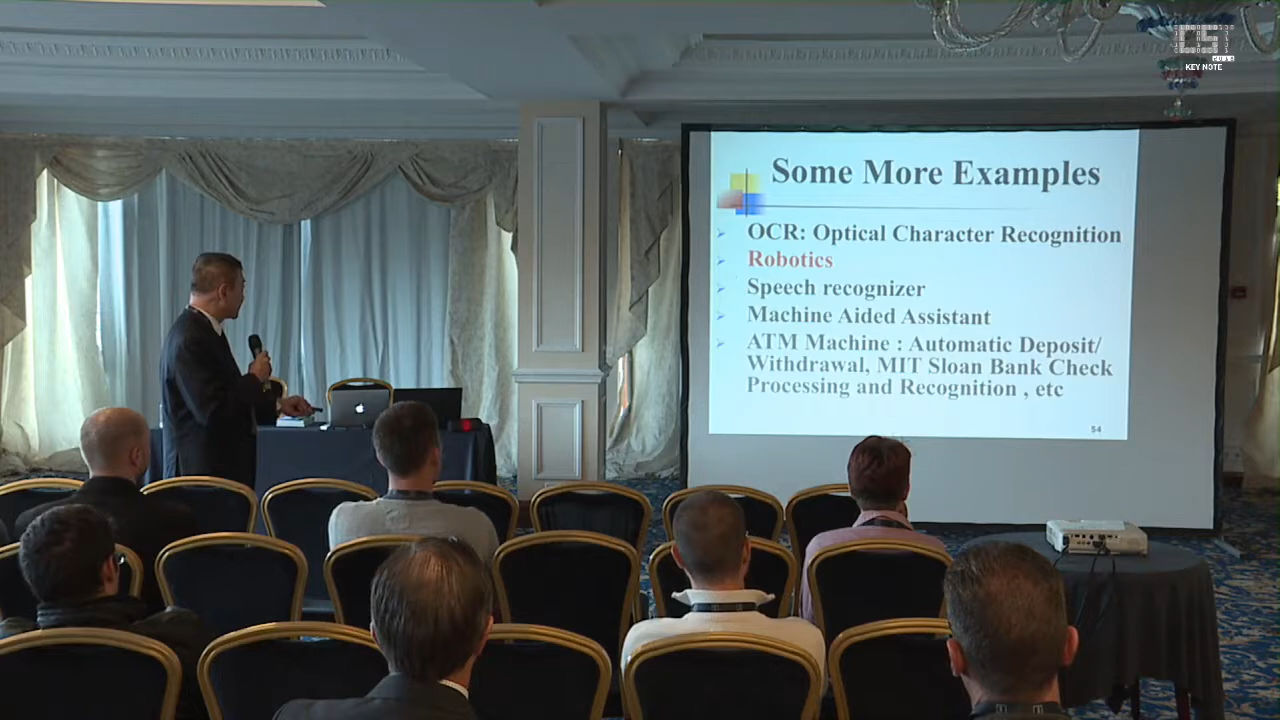 KEY NOTE
Some More Examples
OCR: Optical Character Recognition
Robotics
Speech recognizer
Machine Aided Assistant
ATM Machine : Automatic Deposit/
Withdrawal, MIT Sloan Bank Check
Processing and Recognition , etc
54